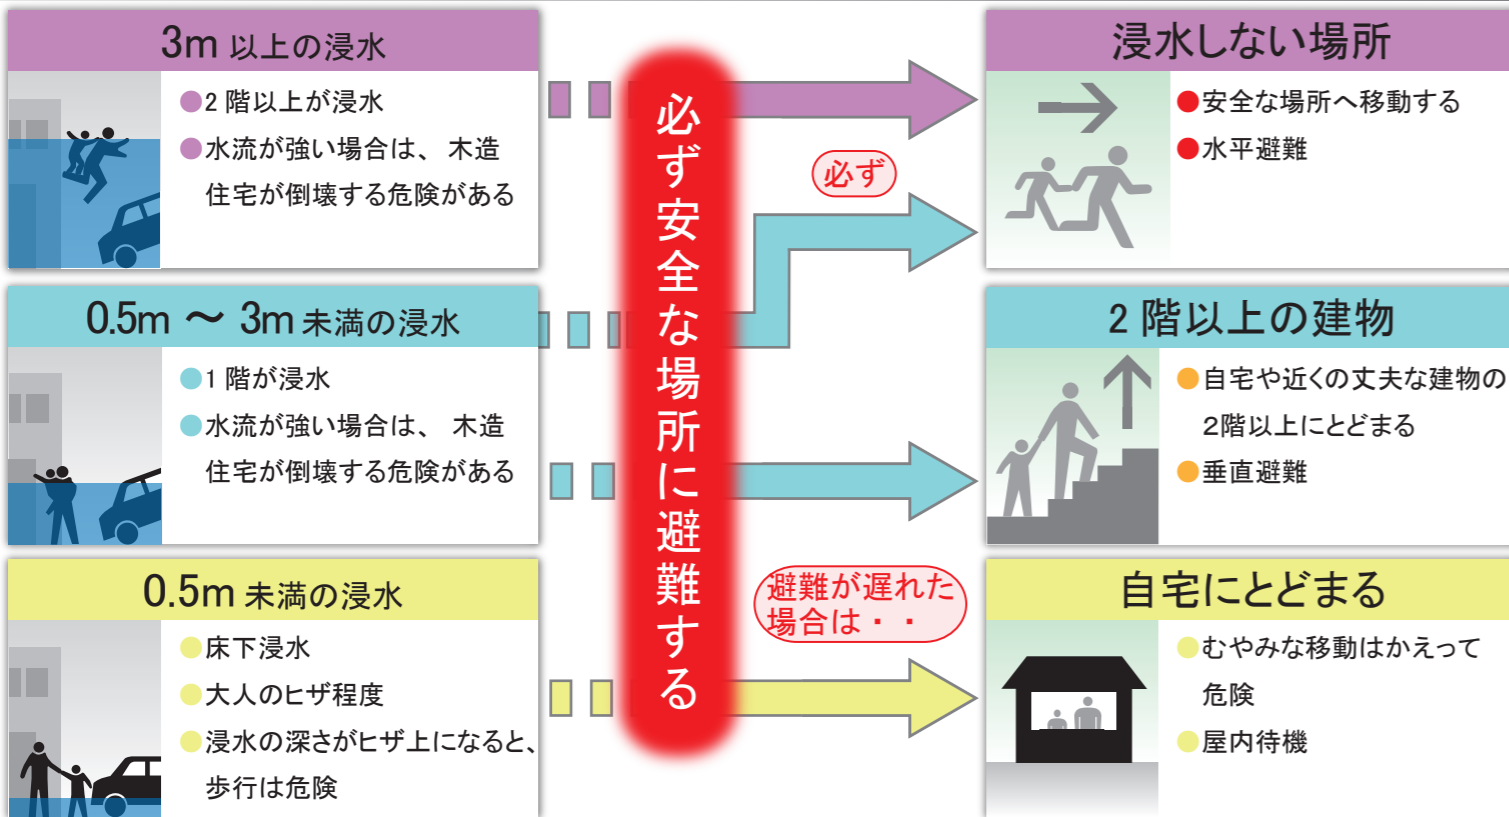 3m 以上の浸水
●2 階以上が浸水
●水流が強い場合は、 木造
住宅が倒壊する危険がある
0.5m ～ 3m 未満の浸水
●1 階が浸水
●水流が強い場合は、 木造
住宅が倒壊する危険がある
0.5m 未満の浸水
●床下浸水
●大人のヒザ程度
●浸水の深さがヒザ上になると、
歩行は危険
必ず安全な場所に避難する
必ず
避難が遅れた
場合は・・
浸水しない場所
●安全な場所へ移動する
●水平避難
2 階以上の建物
●自宅や近くの丈夫な建物の
2階以上にとどまる
●垂直避難
自宅にとどまる
●むやみな移動はかえって
危険
●屋内待機